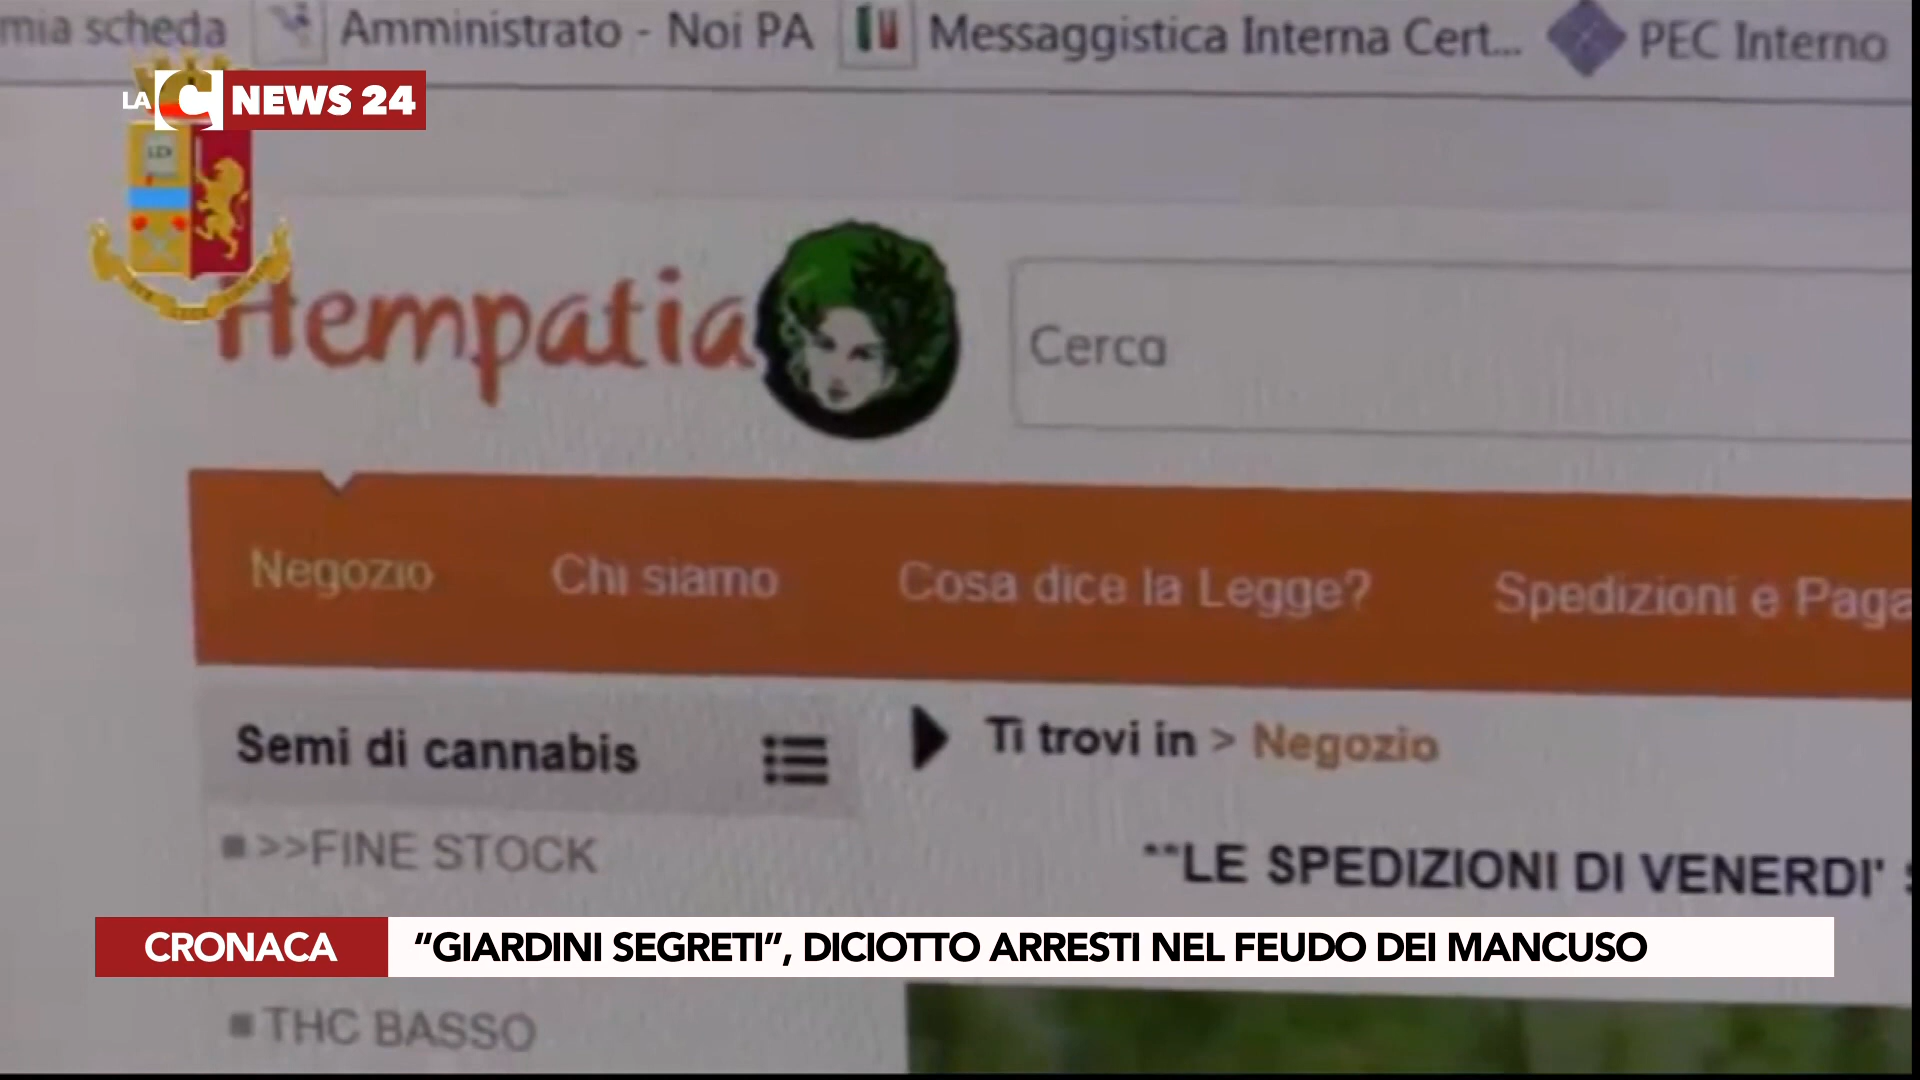 mia scheda Amministrato - Noi PA Messaggistica Interna Cert... PEC Interno
LA C NEWS 24
Hempatia
Cerca
Negozio Chi siamo Cosa dice la Legge? Spedizioni e Paga
Semi di cannabis
Ti trovi in > Negozio
>>FINE STOCK
**LE SPEDIZIONI DI VENERDI'
CRONACA "GIARDINI SEGRETI", DICIOTTO ARRESTI NEL FEUDO DEI MANCUSO
THC BASSO